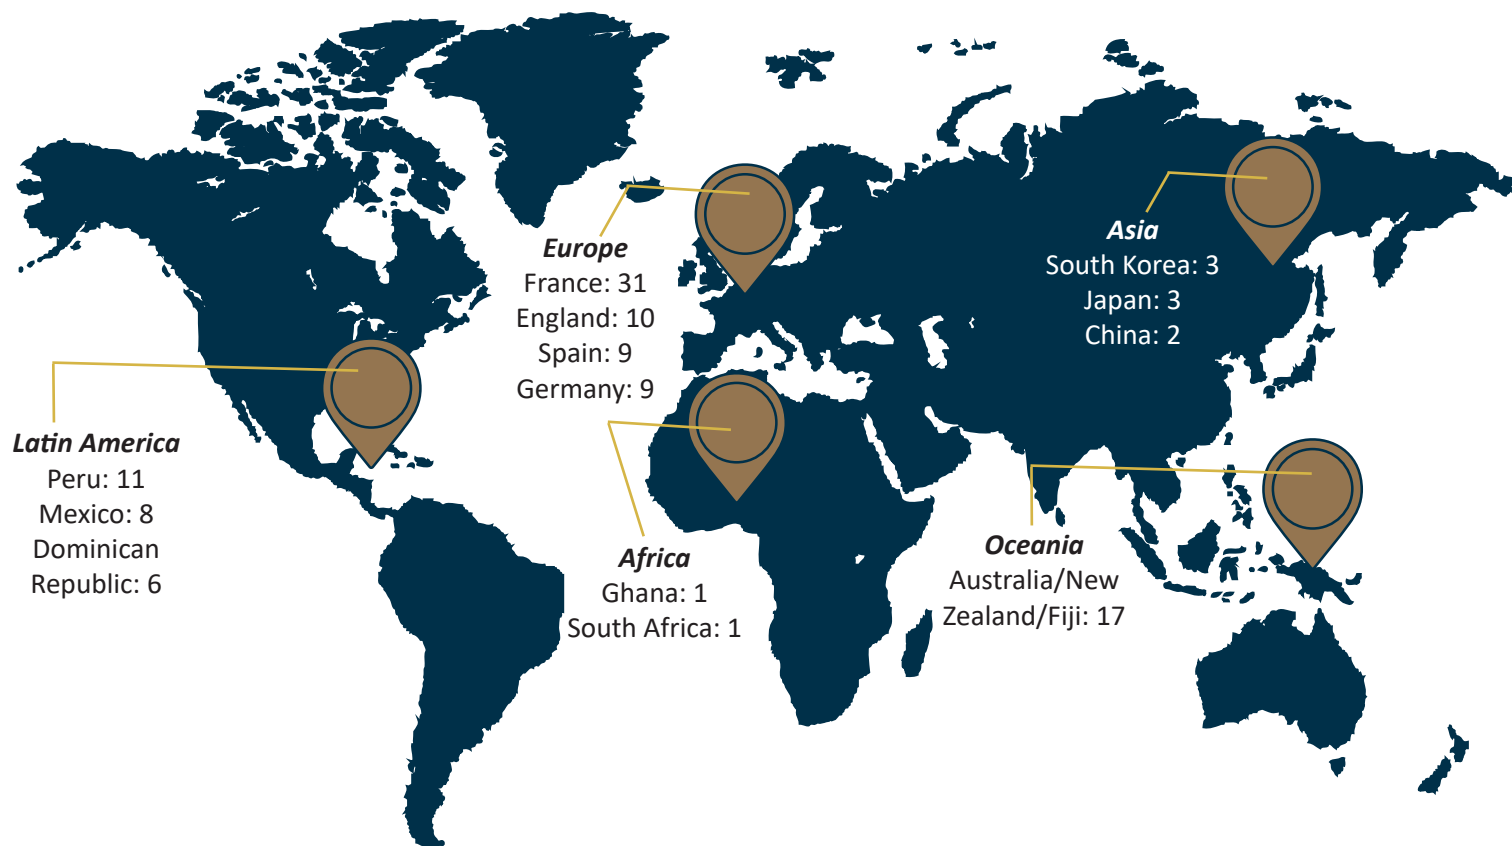 Europe
France: 31
England: 10
Spain: 9
Germany: 9
Asia
South Korea: 3
Japan: 3
China: 2
Latin America
Peru: 11
Mexico: 8
Dominican
Republic: 6
Africa
Ghana: 1
South Africa: 1
Oceania
Australia/New
Zealand/Fiji: 17